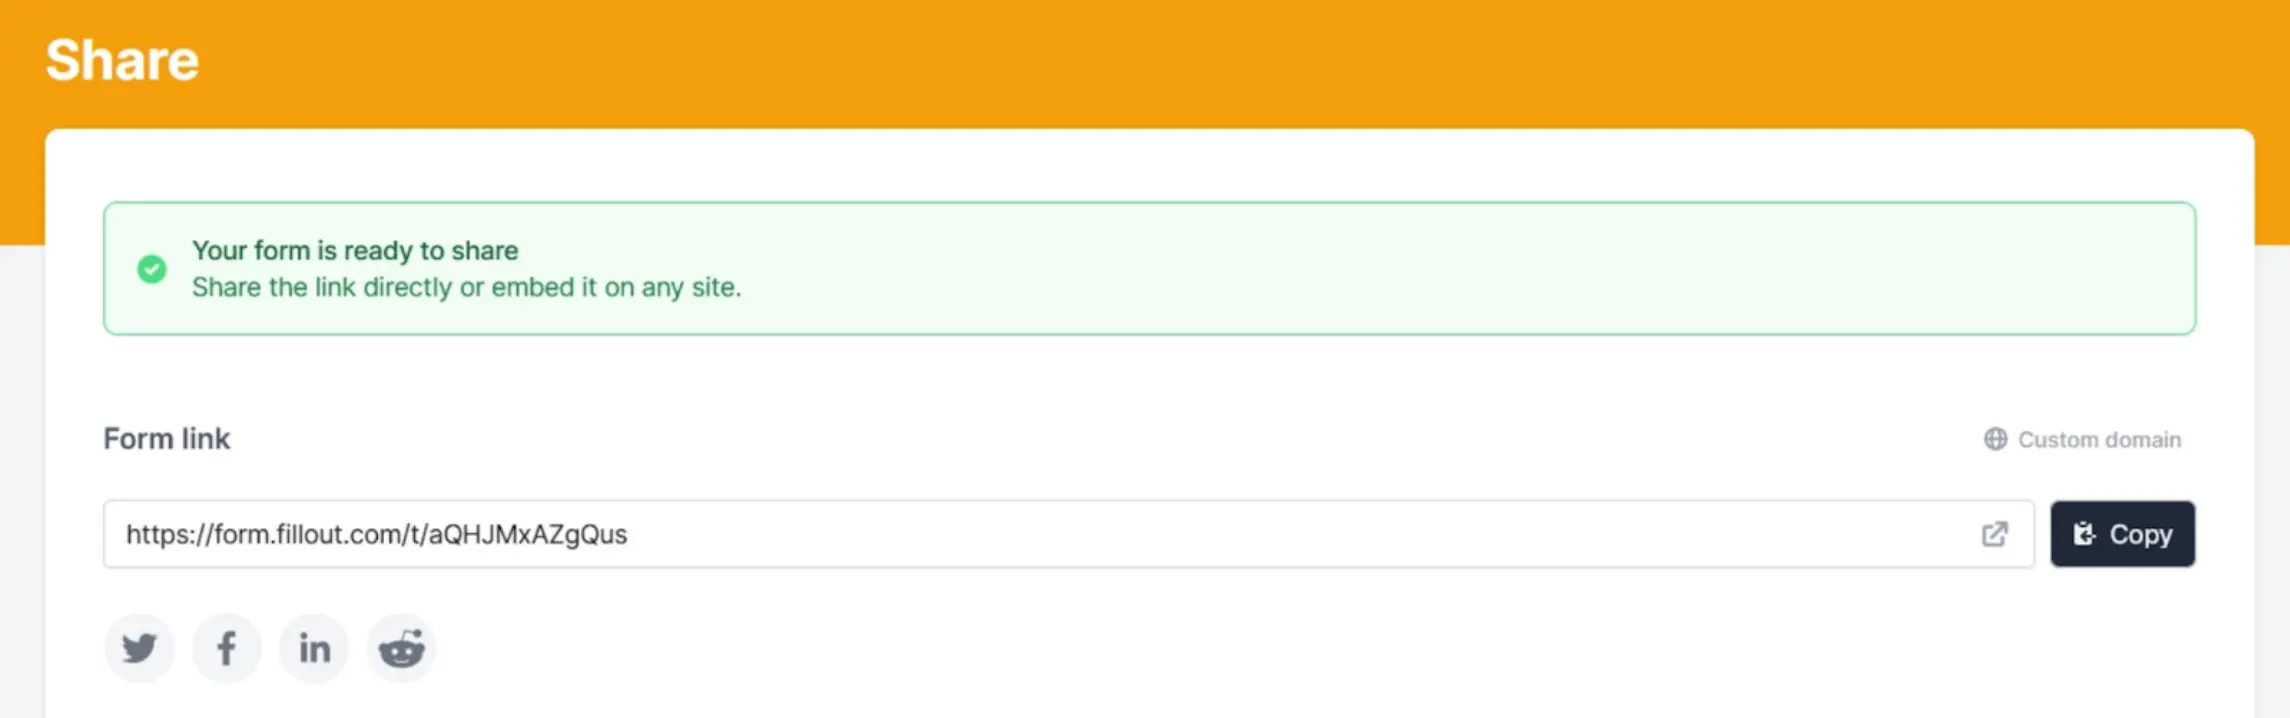 Share
Your form is ready to share
Share the link directly or embed it on any site.
Form link
Custom domain
https://form.fillout.com/t/aQHJMxAZgQus
Copy